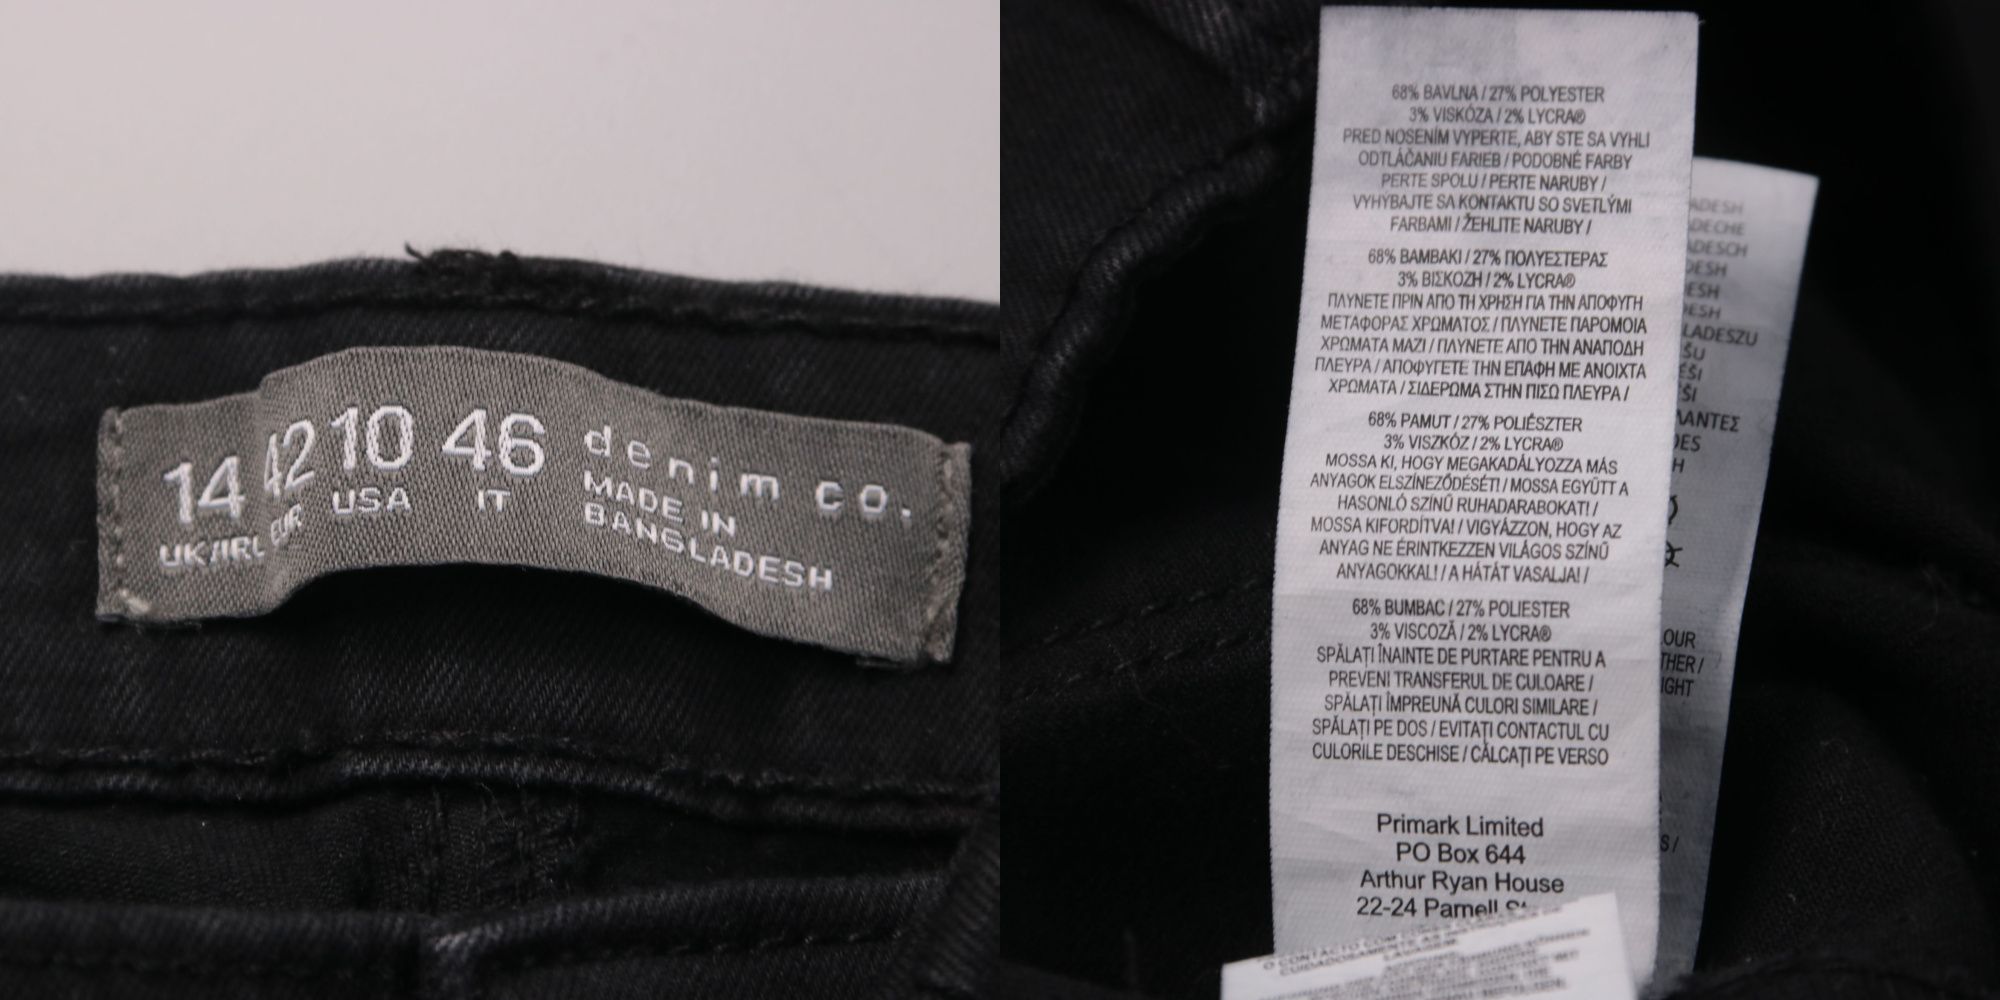 14 42 10 46 denim co.
UK/IRL EUR USA IT MADE IN
BANGLADESH
68% BAVLNA / 27% POLYESTER
3% VISKÓZA / 2% LYCRA®
PRED NOSENÍM VYPERTE, ABY STE SA VYHLI
ODTLÁČANIU FARIEB / PODOBNÉ FARBY
PERTE SPOLU / PERTE NARUBY /
VYHÝBAJTE SA KONTAKTU SO SVETLÝMI
FARBAMI / ŽEHLITE NARUBY /
68% ΒΑΜΒΑΚΙ / 27% ΠΟΛΥΕΣΤΕΡΑΣ
3% ΒΙΣΚΟΖΗ / 2% LYCRA®
ΠΛΥΝΕΤΕ ΠΡΙΝ ΑΠΟ ΤΗ ΧΡΗΣΗ ΓΙΑ ΤΗΝ ΑΠΟΦΥΓΗ
ΜΕΤΑΦΟΡΑΣ ΧΡΩΜΑΤΟΣ / ΠΛΥΝΕΤΕ ΠΑΡΟΜΟΙΑ
ΧΡΩΜΑΤΑ ΜΑΖΙ / ΠΛΥΝΕΤΕ ΑΠΟ ΤΗΝ ΑΝΑΠΟΔΗ
ΠΛΕΥΡΑ / ΑΠΟΦΥΓΕΤΕ ΤΗΝ ΕΠΑΦΗ ΜΕ ΑΝΟΙΧΤΑ
ΧΡΩΜΑΤΑ / ΣΙΔΕΡΩΜΑ ΣΤΗΝ ΠΙΣΩ ΠΛΕΥΡΑ /
68% PAMUT / 27% POLIÉSZTER
3% VISZKÓZ / 2% LYCRA®
MOSSA KI, HOGY MEGAKADÁLYOZZA MÁS
ANYAGOK ELSZÍNEZŐDÉSÉT! / MOSSA EGYÜTT A
HASONLÓ SZÍNŰ RUHADARABOKAT! /
MOSSA KIFORDÍTVA! / VIGYÁZZON, HOGY AZ
ANYAG NE ÉRINTKEZZEN VILÁGOS SZÍNŰ
ANYAGOKKAL! / A HÁTÁT VASALJA! /
68% BUMBAC / 27% POLIESTER
3% VISCOZĂ / 2% LYCRA®
SPĂLAȚI ÎNAINTE DE PURTARE PENTRU A
PREVENI TRANSFERUL DE CULOARE /
SPĂLAȚI ÎMPREUNĂ CULORI SIMILARE /
SPĂLAȚI PE DOS / EVITAȚI CONTACTUL CU
CULORILE DESCHISE / CĂLCAȚI PE VERSO
Primark Limited
PO Box 644
Arthur Ryan House
22-24 Parnell